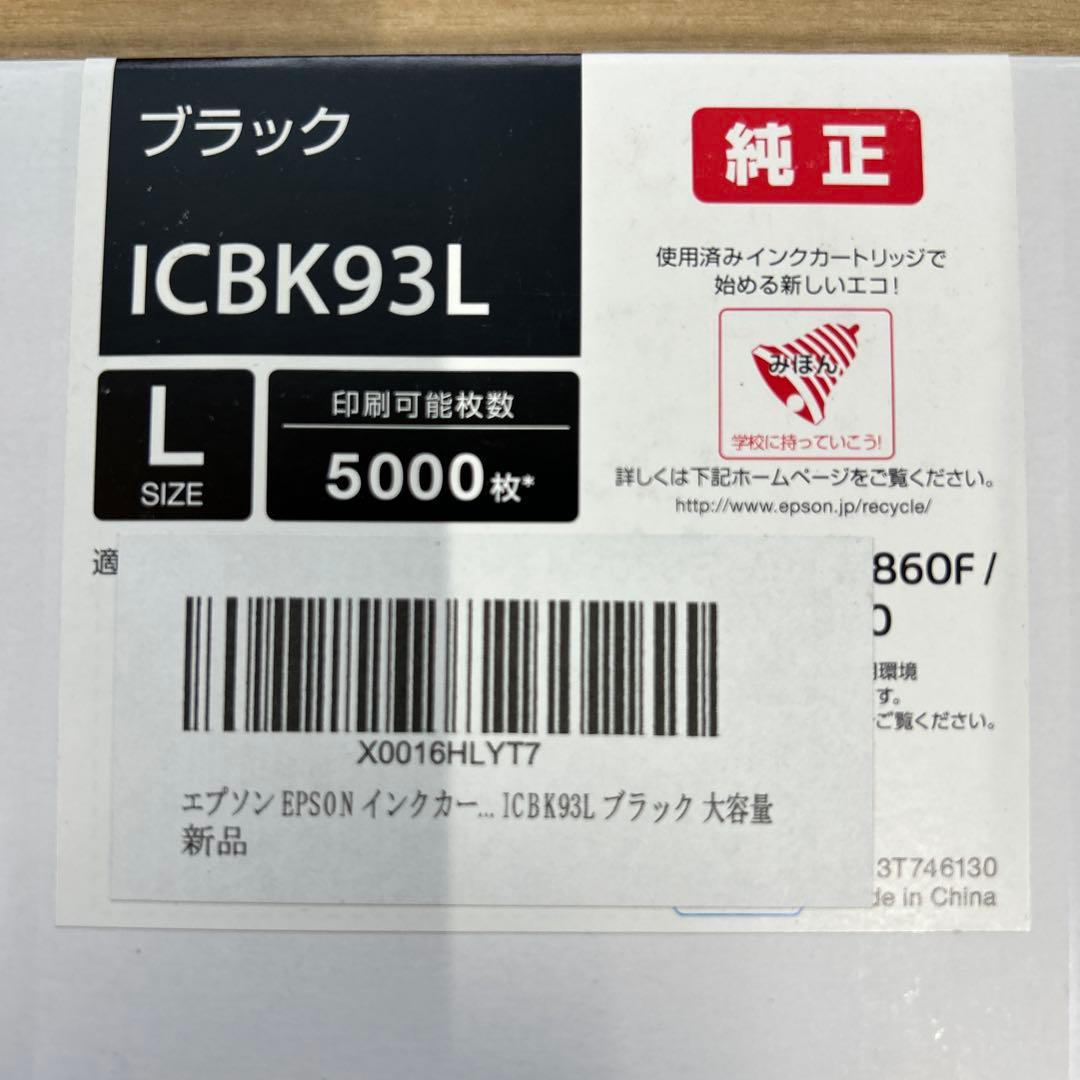 ブラック
ICBK93L
L
SIZE
印刷可能枚数
5000枚*
純正
使用済みインクカートリッジで
始める新しいエコ!
みほん
学校に持っていこう!
詳しくは下記ホームページをご覧ください。
http://www.epson.jp/recycle/
適
860F /
0
環境
す。
ご覧ください。
X0016HLYT7
エプソン EPSON インクカー... ICBK93L ブラック 大容量
新品
3T746130
de in China